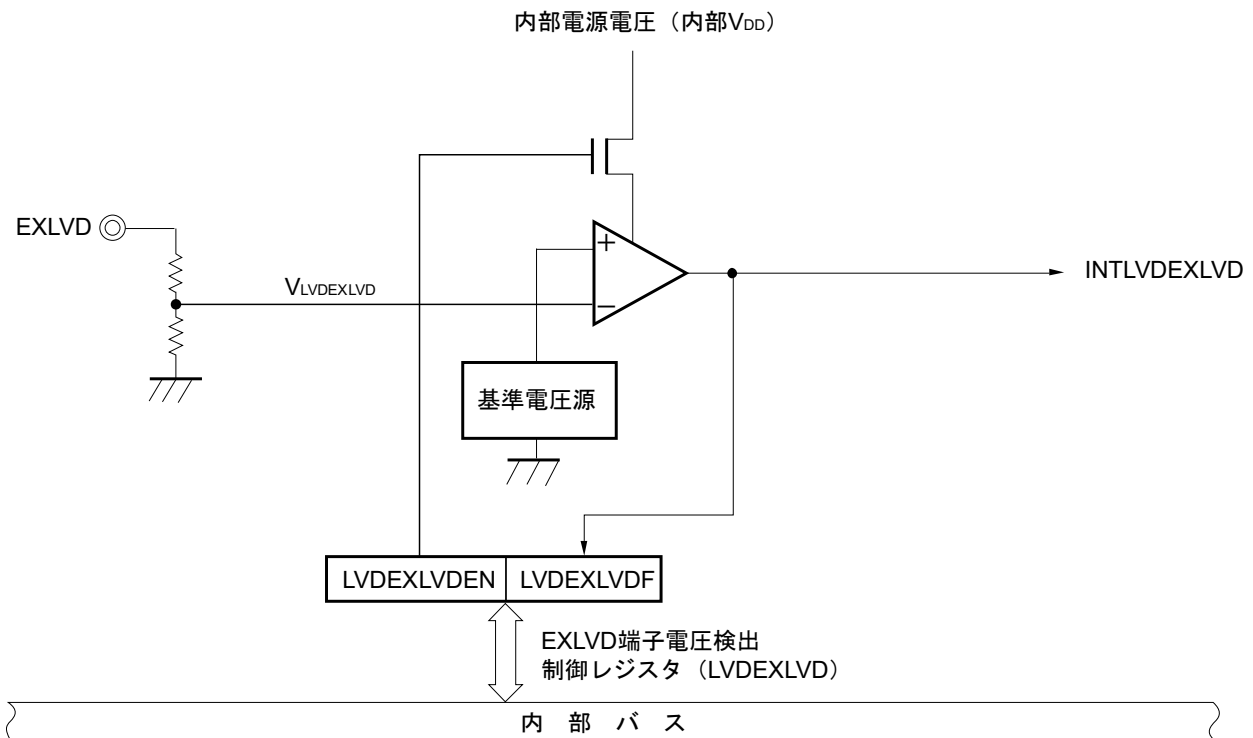 内部電源電圧（内部VDD）
EXLVD
+
INTLVDEXLVD
VLVDEXLVD
−
基準電圧源
LVDEXLVDEN LVDEXLVDF
EXLVD端子電圧検出
制御レジスタ（LVDEXLVD）
内 部 バ ス